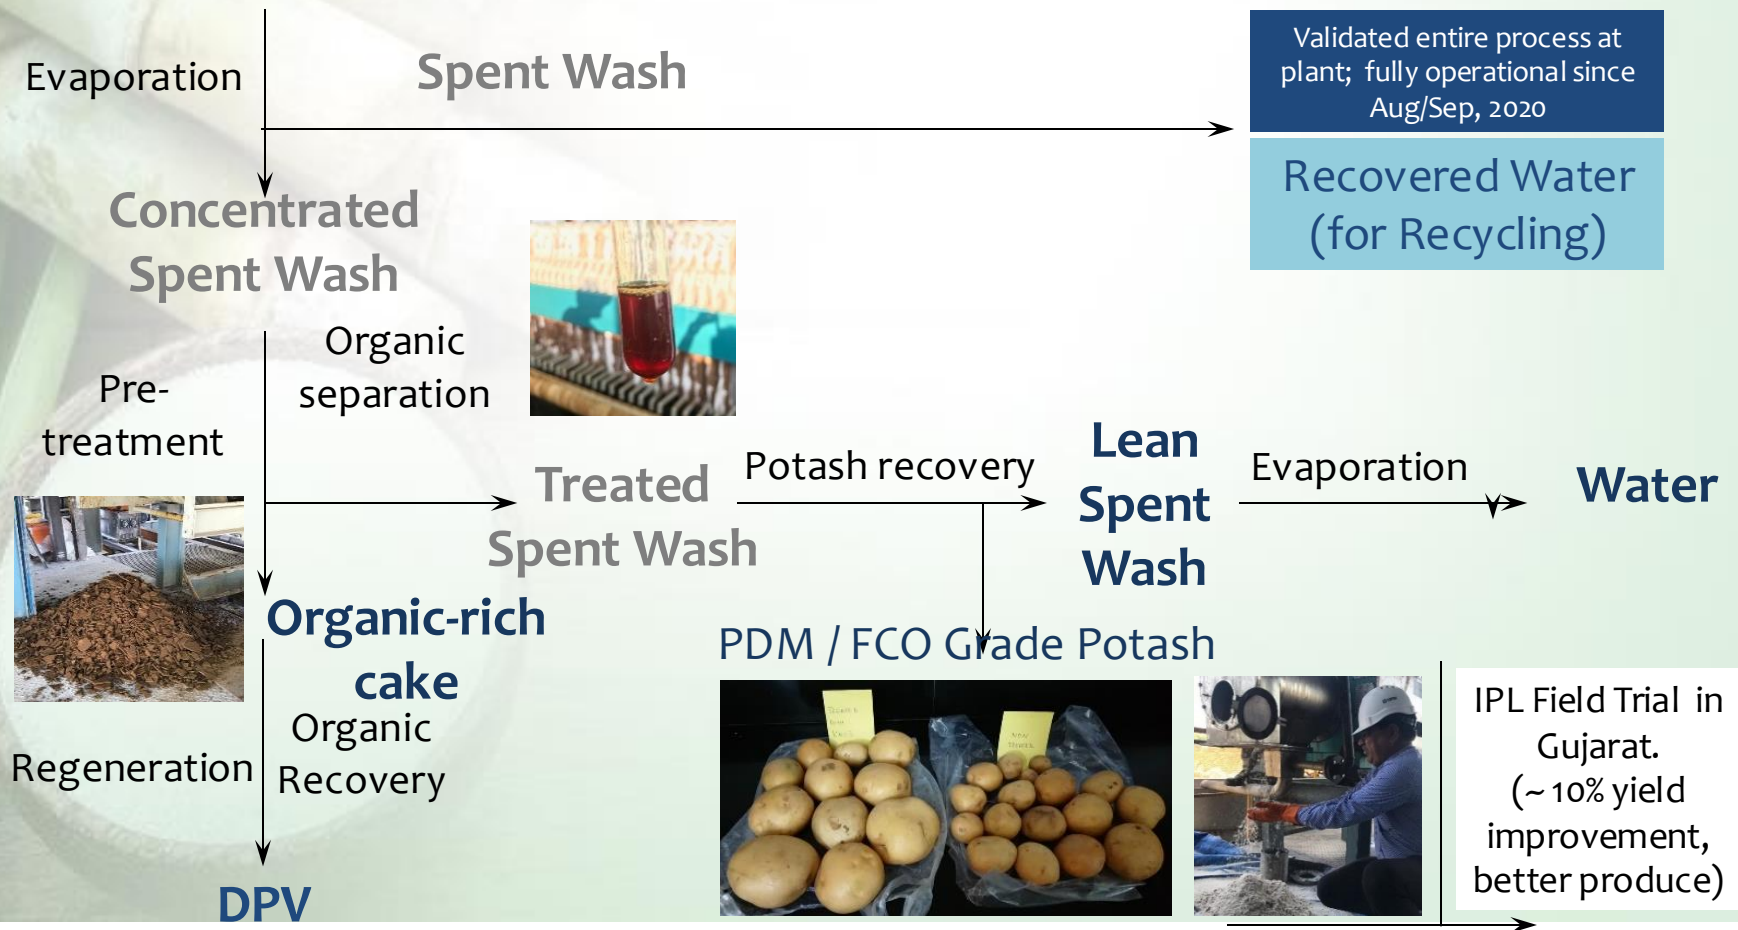 Evaporation
Spent Wash
Validated entire process at
plant; fully operational since
Aug/Sep, 2020
Recovered Water
(for Recycling)
Concentrated
Spent Wash
Organic
separation
Pre-
treatment
Treated
Spent Wash
Potash recovery
Lean
Spent
Wash
Evaporation
Water
Organic-rich
cake
PDM / FCO Grade Potash
Organic
Recovery
Regeneration
DPV
NON
IPL Field Trial in
Gujarat.
(~ 10% yield
improvement,
better produce)